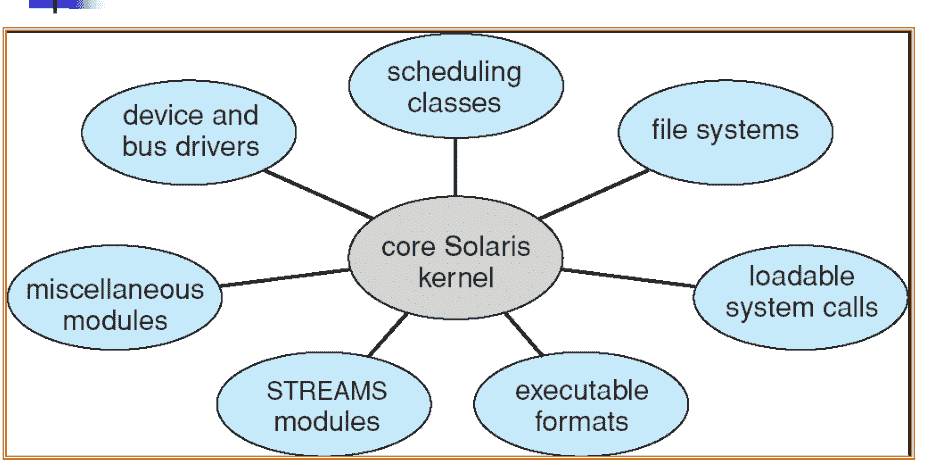 scheduling
classes
device and
bus drivers
file systems
core Solaris
kernel
miscellaneous
modules
loadable
system calls
STREAMS
modules
executable
formats